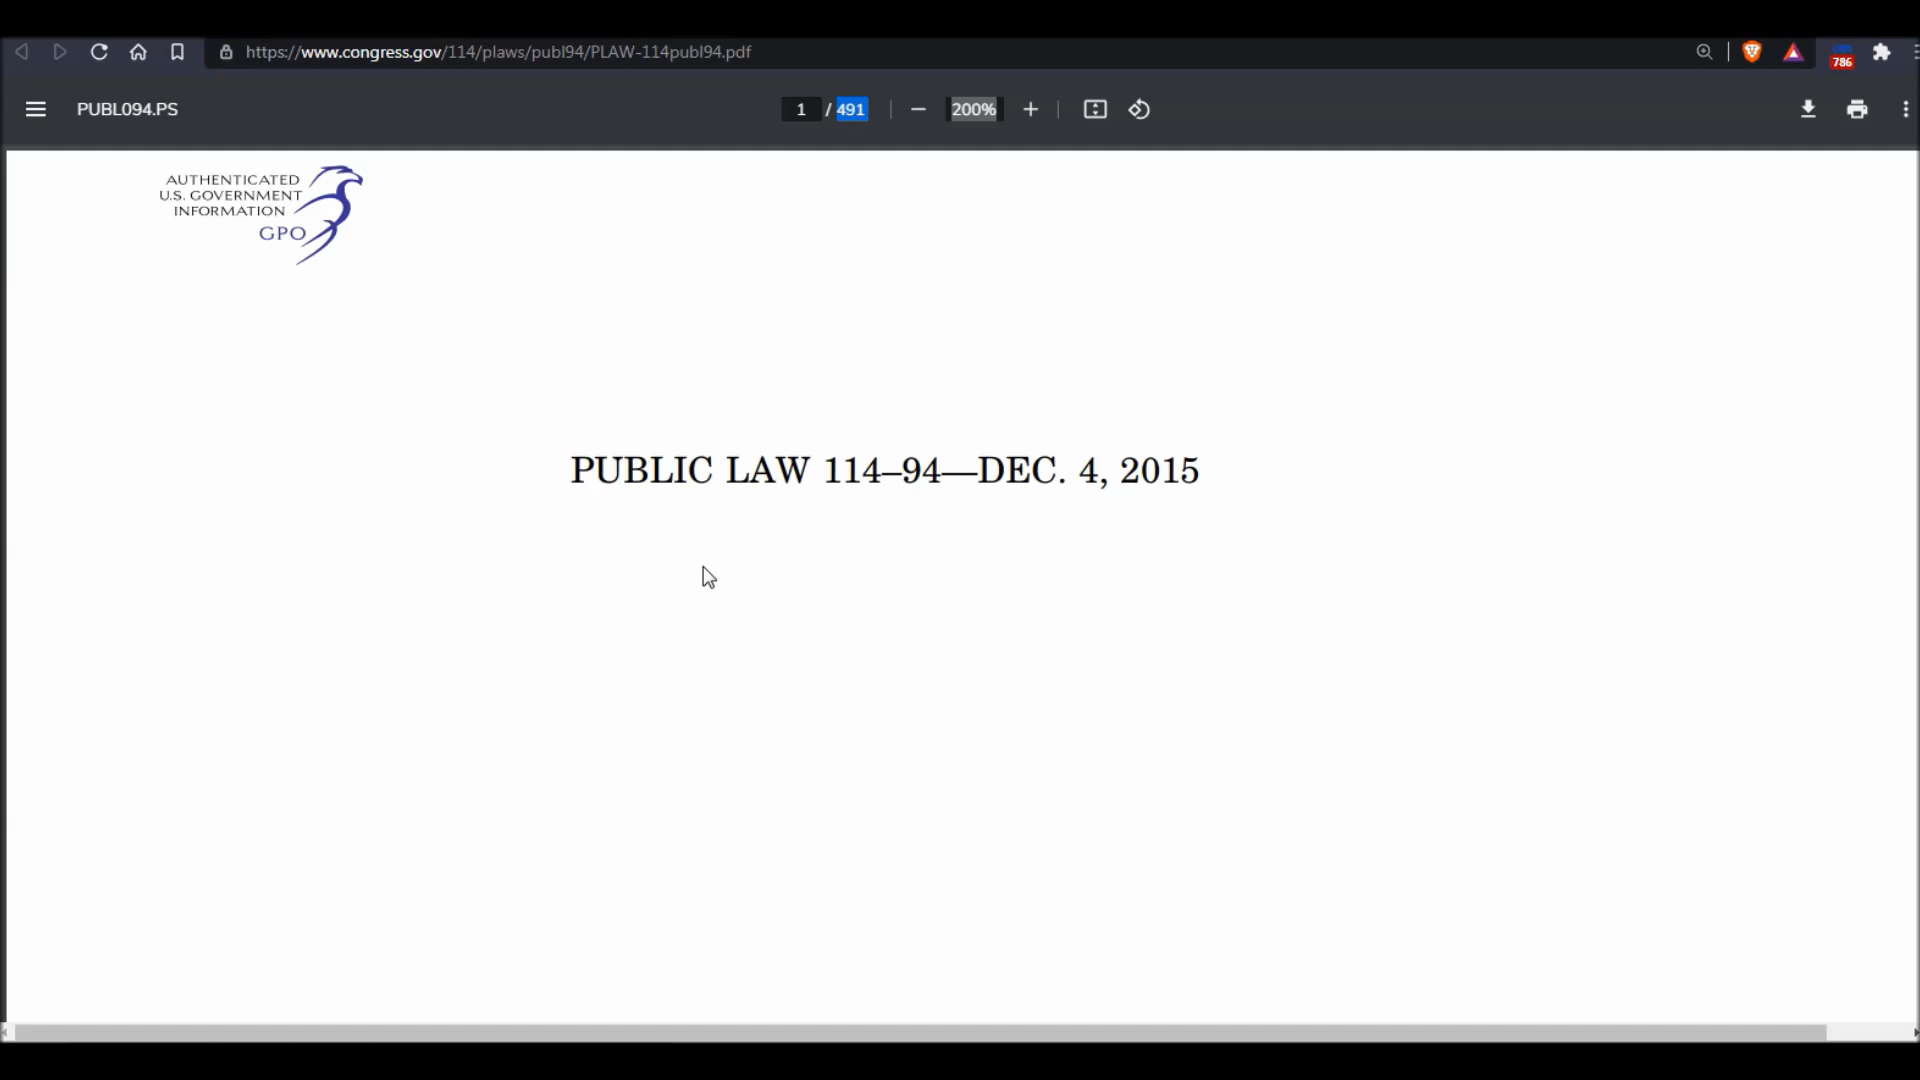 https://www.congress.gov/114/plaws/publ94/PLAW-114publ94.pdf
786
PUBL094.PS
1 / 491
200%
AUTHENTICATED
U.S. GOVERNMENT
INFORMATION
GPO
PUBLIC LAW 114–94—DEC. 4, 2015